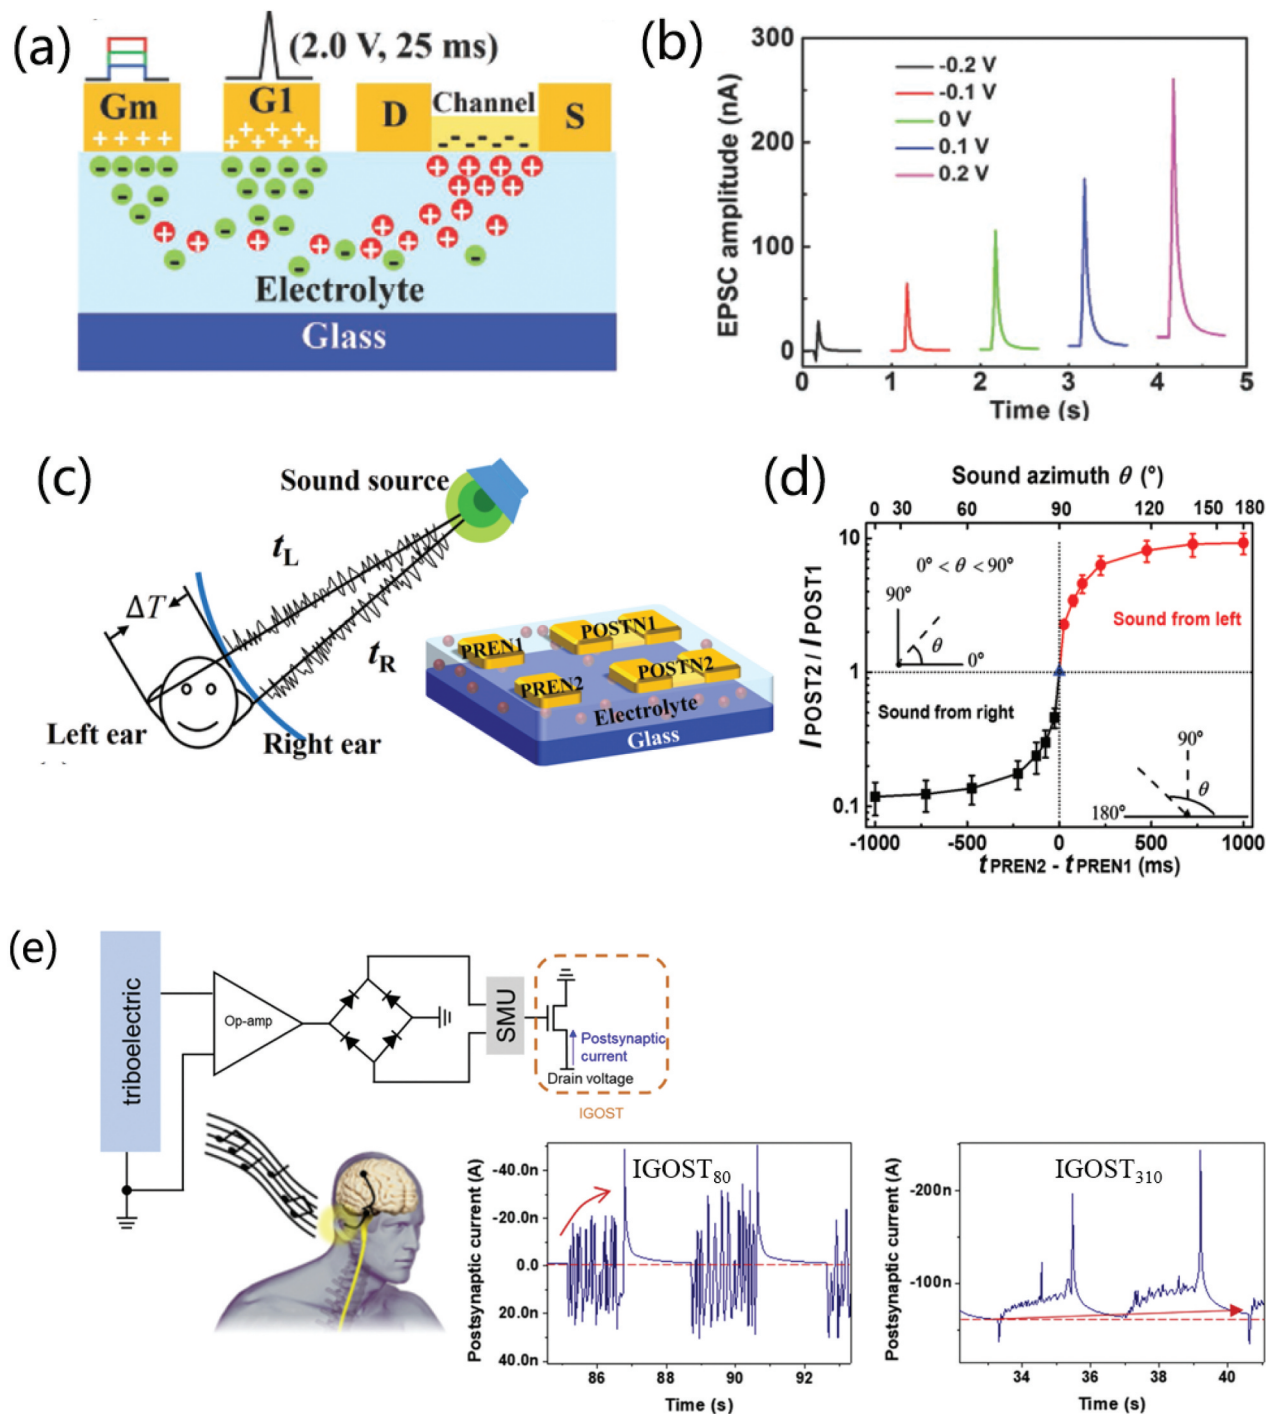 (a)
(2.0 V, 25 ms)
Gm
G1
D
Channel
S
Electrolyte
Glass
(b)
EPSC amplitude (nA)
300
200
100
0
-0.2 V
-0.1 V
0 V
0.1 V
0.2 V
0 1 2 3 4 5
Time (s)
(c)
Sound source
tL
ΔT
tR
Left ear
Right ear
PREN1
POSTN1
PREN2
POSTN2
Electrolyte
Glass
(d)
Sound azimuth θ (°)
0 30 60 90 120 150 180
IPOST2 / IPOST1
10
1
0.1
0° < θ < 90°
90°
θ
0°
Sound from left
Sound from right
90°
θ
180°
-1000 -500 0 500 1000
tPREN2 - tPREN1 (ms)
(e)
triboelectric
Op-amp
SMU
Postsynaptic
current
Drain voltage
IGOST
Postsynaptic current (A)
-40.0n
-20.0n
0.0
20.0n
40.0n
IGOST80
86 88 90 92
Time (s)
Postsynaptic current (A)
-200n
-100n
IGOST310
34 36 38 40
Time (s)